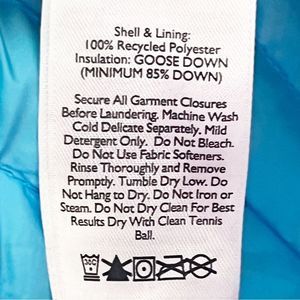 Shell & Lining:
100% Recycled Polyester
Insulation: GOOSE DOWN
(MINIMUM 85% DOWN)
Secure All Garment Closures
Before Laundering. Machine Wash
Cold Delicate Separately. Mild
Detergent Only. Do Not Bleach.
Do Not Use Fabric Softeners.
Rinse Thoroughly and Remove
Promptly. Tumble Dry Low. Do
Not Hang to Dry. Do Not Iron or
Steam. Do Not Dry Clean For Best
Results Dry With Clean Tennis
Ball.
30C